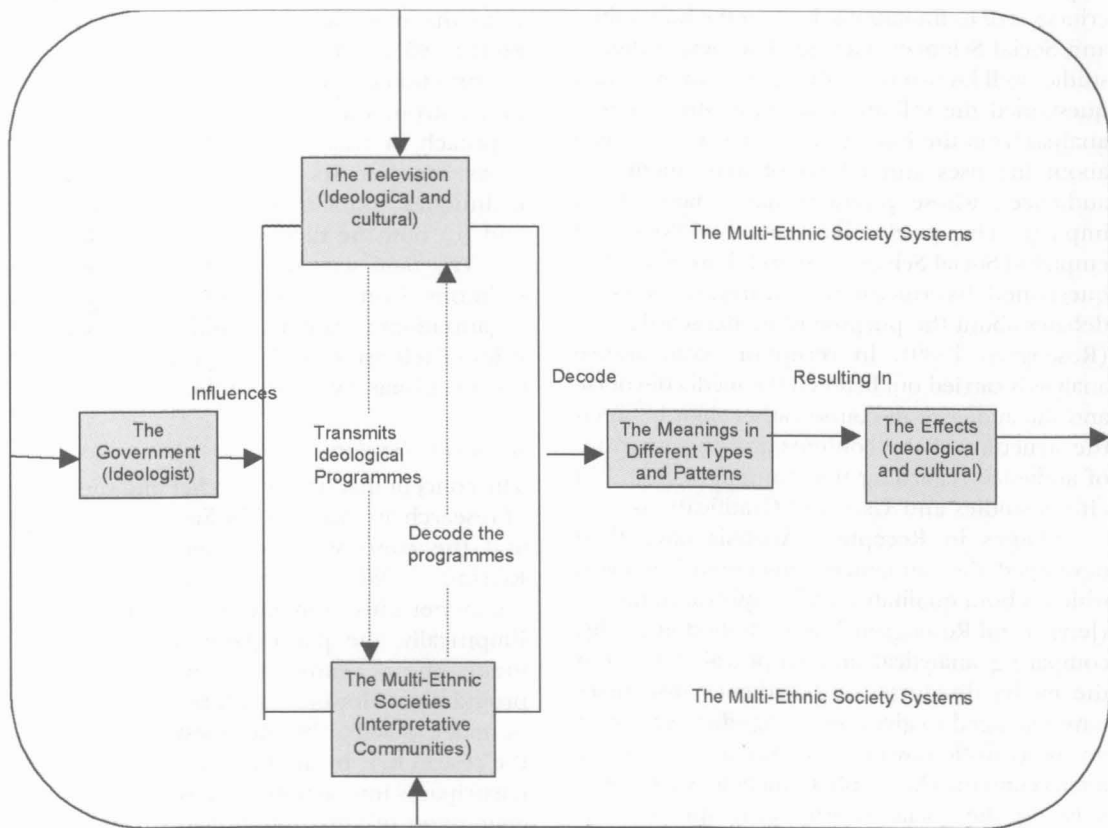 The Television
(Ideological and
cultural)
The Multi-Ethnic Society Systems
Influences
Decode
Resulting In
The
Government
(Ideologist)
Transmits
Ideological
Programmes
The Meanings in
Different Types
and Patterns
The Effects
(Ideological
and cultural)
Decode the
programmes
The Multi-Ethnic
Societies
(Interpretative
Communities)
The Multi-Ethnic Society Systems